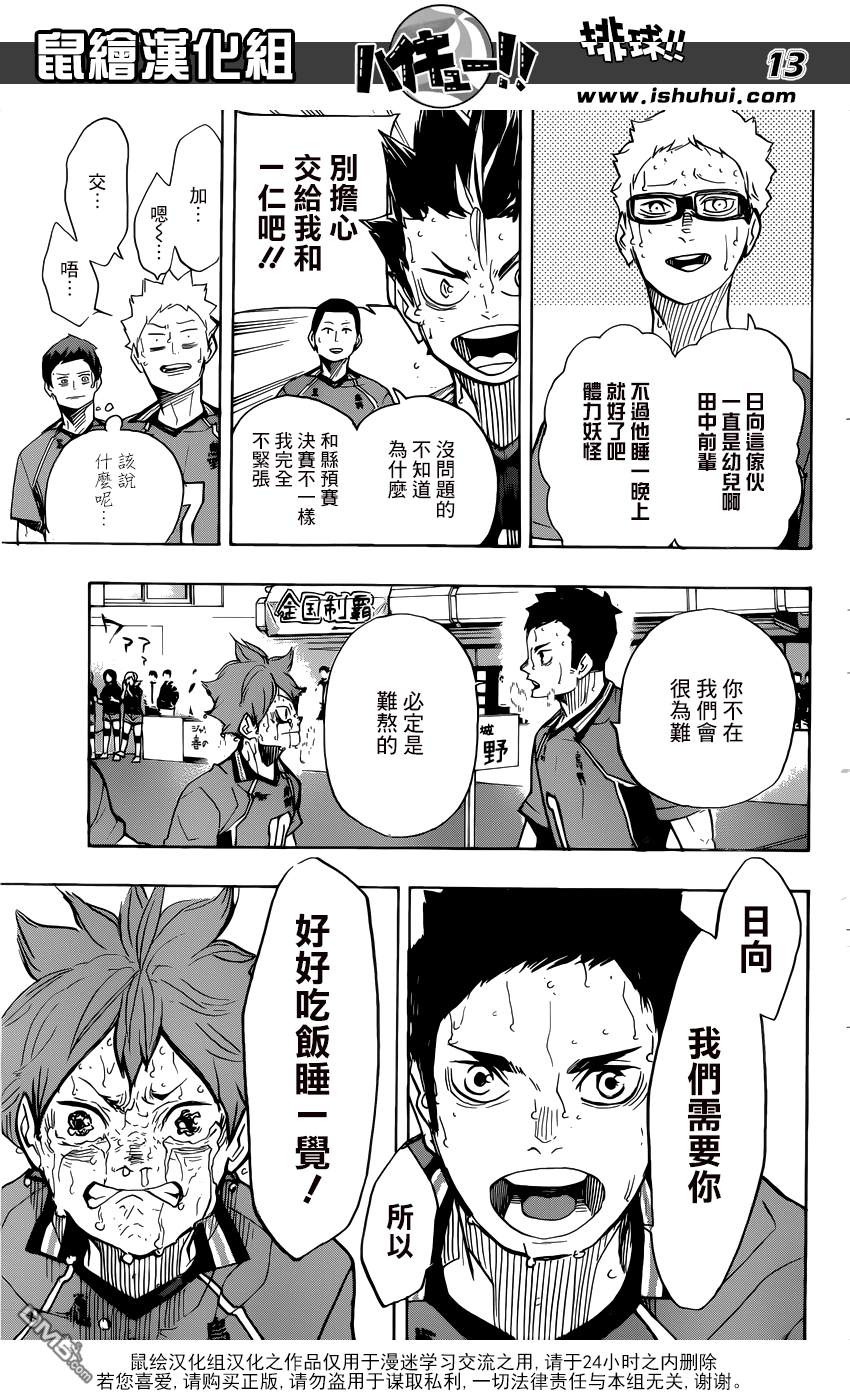 鼠繪漢化組
ハイキュー!!
排球!!
13
www.ishuhui.com
日向這傢伙
一直是幼兒啊
田中前輩
不過他睡一晚上
就好了吧
體力妖怪
別擔心
交給我和
一仁吧!!
沒問題的
不知道
為什麼
和縣預賽
決賽不一樣
我完全
不緊張
加…
嗯~~
交…
唔…
該說
什麼呢…
你不在
我們會
很為難
必定是
難熬的
全国制霸
???
城
野
日向
我們需要你
所以
好好吃飯睡一覺!
鼠绘汉化组汉化之作品仅用于漫迷学习交流之用,请于24小时之内删除
若您喜爱,请购买正版,请勿用于谋取私利,一切法律责任与本组无关,谢谢。